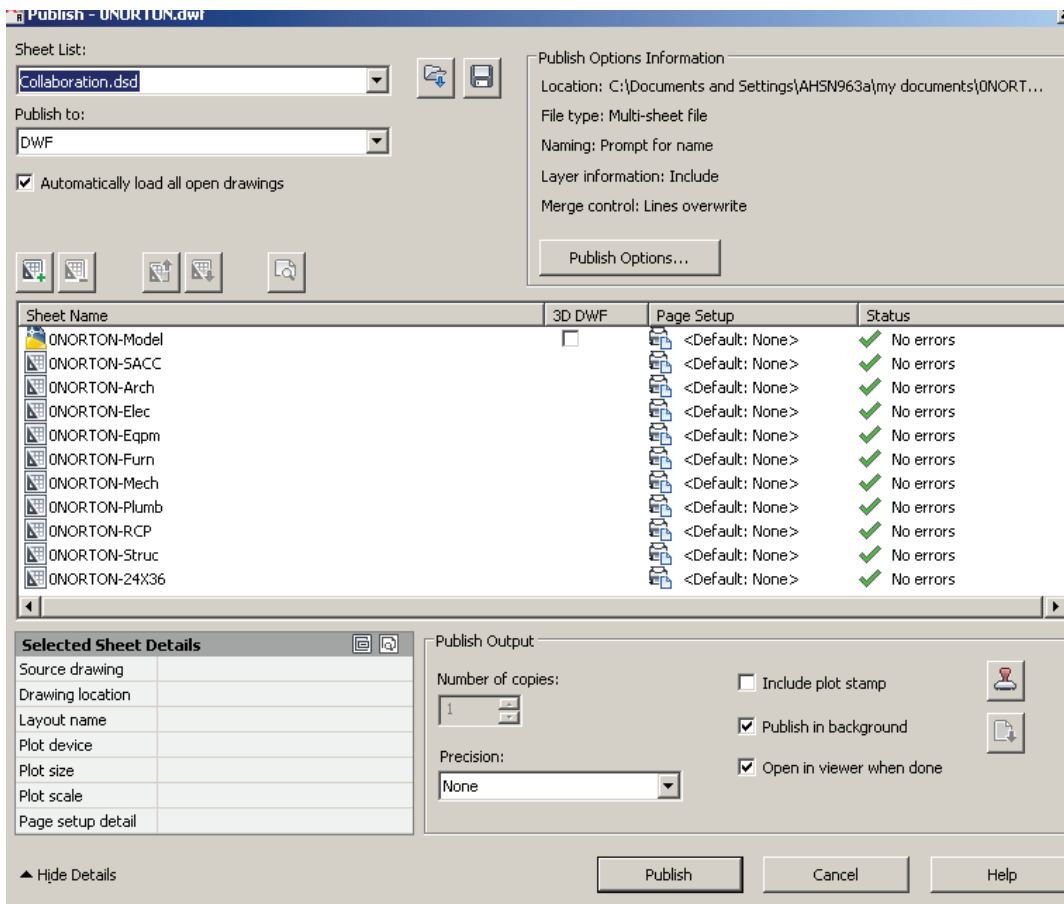 Publish - 0NORTON.dwf
Sheet List:
Collaboration.dsd
Publish to:
DWF
Automatically load all open drawings
Publish Options Information
Location: C:\Documents and Settings\AHSN963a\my documents\0NORT...
File type: Multi-sheet file
Naming: Prompt for name
Layer information: Include
Merge control: Lines overwrite
Publish Options...
Sheet Name 3D DWF Page Setup Status
0NORTON-Model <Default: None> No errors
0NORTON-SACC <Default: None> No errors
0NORTON-Arch <Default: None> No errors
0NORTON-Elec <Default: None> No errors
0NORTON-Eqpm <Default: None> No errors
0NORTON-Furn <Default: None> No errors
0NORTON-Mech <Default: None> No errors
0NORTON-Plumb <Default: None> No errors
0NORTON-RCP <Default: None> No errors
0NORTON-Struc <Default: None> No errors
0NORTON-24X36 <Default: None> No errors
Selected Sheet Details
Source drawing
Drawing location
Layout name
Plot device
Plot size
Plot scale
Page setup detail
Publish Output
Number of copies:
1
Precision:
None
Include plot stamp
Publish in background
Open in viewer when done
Hide Details
Publish
Cancel
Help